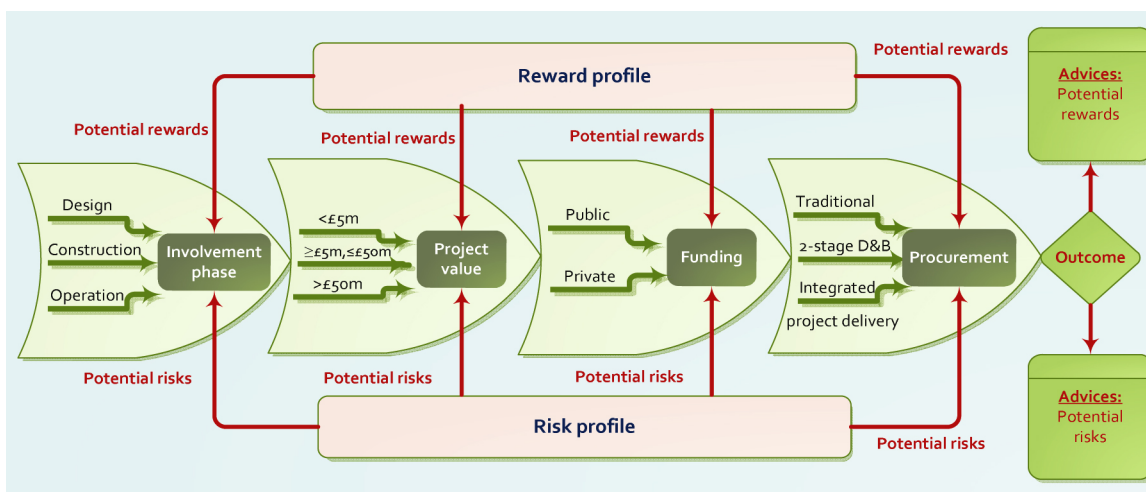 Reward profile
Potential rewards
Potential rewards
Potential rewards
Potential rewards
Potential rewards
Design
Construction
Operation
Involvement
phase
<£5m
≥£5m,≤£50m
>£50m
Project
value
Public
Private
Funding
Traditional
2-stage D&B
Integrated
project delivery
Procurement
Outcome
Advices:
Potential
rewards
Advices:
Potential
risks
Potential risks
Potential risks
Potential risks
Potential risks
Risk profile